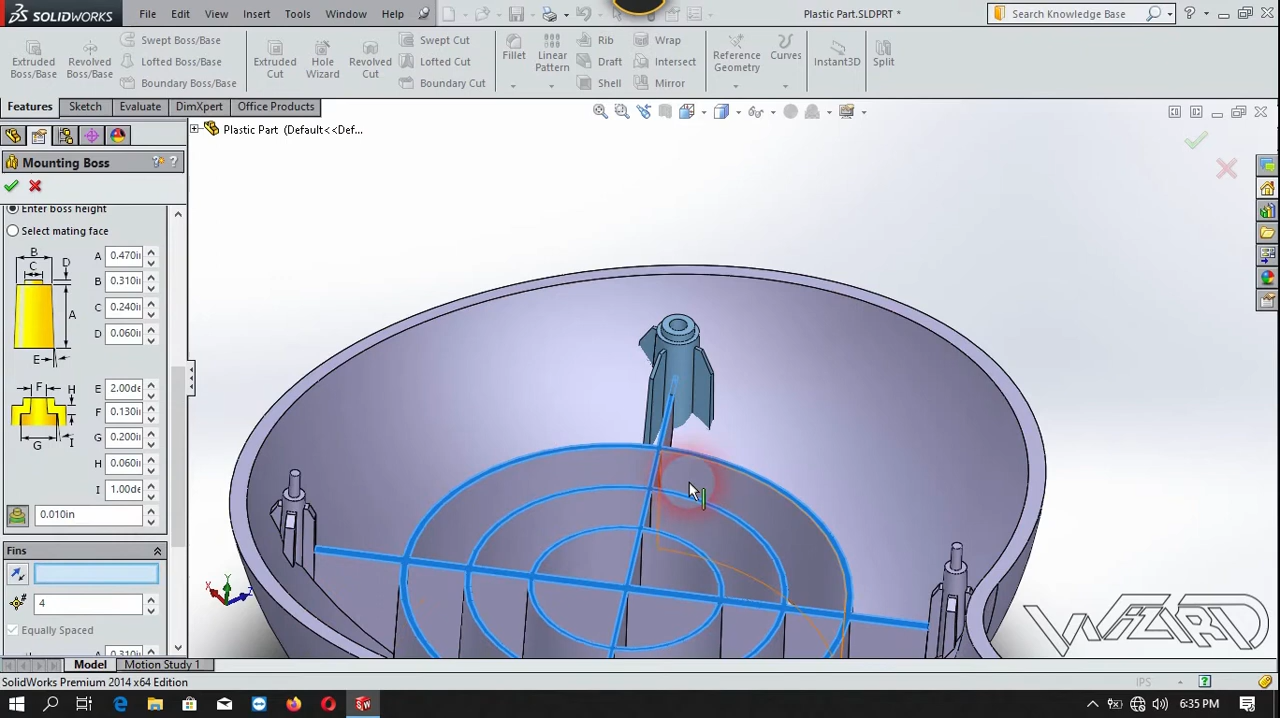 SOLIDWORKS File Edit View Insert Tools Window Help Plastic Part.SLDPRT * Search Knowledge Base
Extruded Boss/Base
Revolved Boss/Base
Swept Boss/Base
Lofted Boss/Base
Boundary Boss/Base
Extruded Cut
Hole Wizard
Revolved Cut
Swept Cut
Lofted Cut
Boundary Cut
Fillet
Linear Pattern
Rib
Draft
Shell
Wrap
Intersect
Mirror
Reference Geometry
Curves
Instant3D
Split
Features Sketch Evaluate DimXpert Office Products
Plastic Part (Default<<Def...
Mounting Boss
Enter boss height
Select mating face
B
C
D
A
E
A 0.470in
B 0.310in
C 0.240in
D 0.060in
F
H
G
I
E 2.00de
F 0.130in
G 0.200in
H 0.060in
I 1.00de
0.010in
Fins
4
Equally Spaced
0.310in
Model Motion Study 1
SolidWorks Premium 2014 x64 Edition IPS
WIZARD
6:35 PM